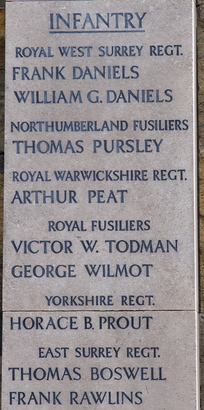 INFANTRY
ROYAL WEST SURREY REGT.
FRANK DANIELS
WILLIAM G. DANIELS
NORTHUMBERLAND FUSILIERS
THOMAS PURSLEY
ROYAL WARWICKSHIRE REGT.
ARTHUR PEAT
ROYAL FUSILIERS
VICTOR W. TODMAN
GEORGE WILMOT
YORKSHIRE REGT.
HORACE B. PROUT
EAST SURREY REGT.
THOMAS BOSWELL
FRANK RAWLINS